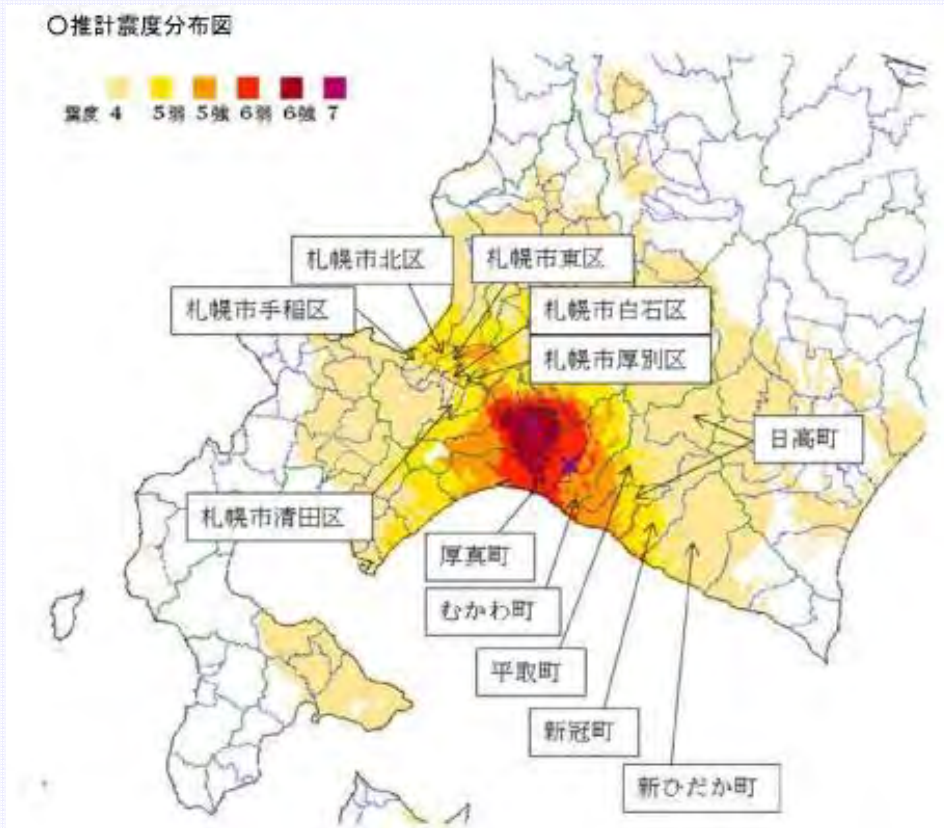 〇推計震度分布図
震度 4 5弱 5強 6弱 6強 7
札幌市北区
札幌市東区
札幌市手稲区
札幌市白石区
札幌市厚別区
日高町
札幌市清田区
厚真町
むかわ町
平取町
新冠町
新ひだか町